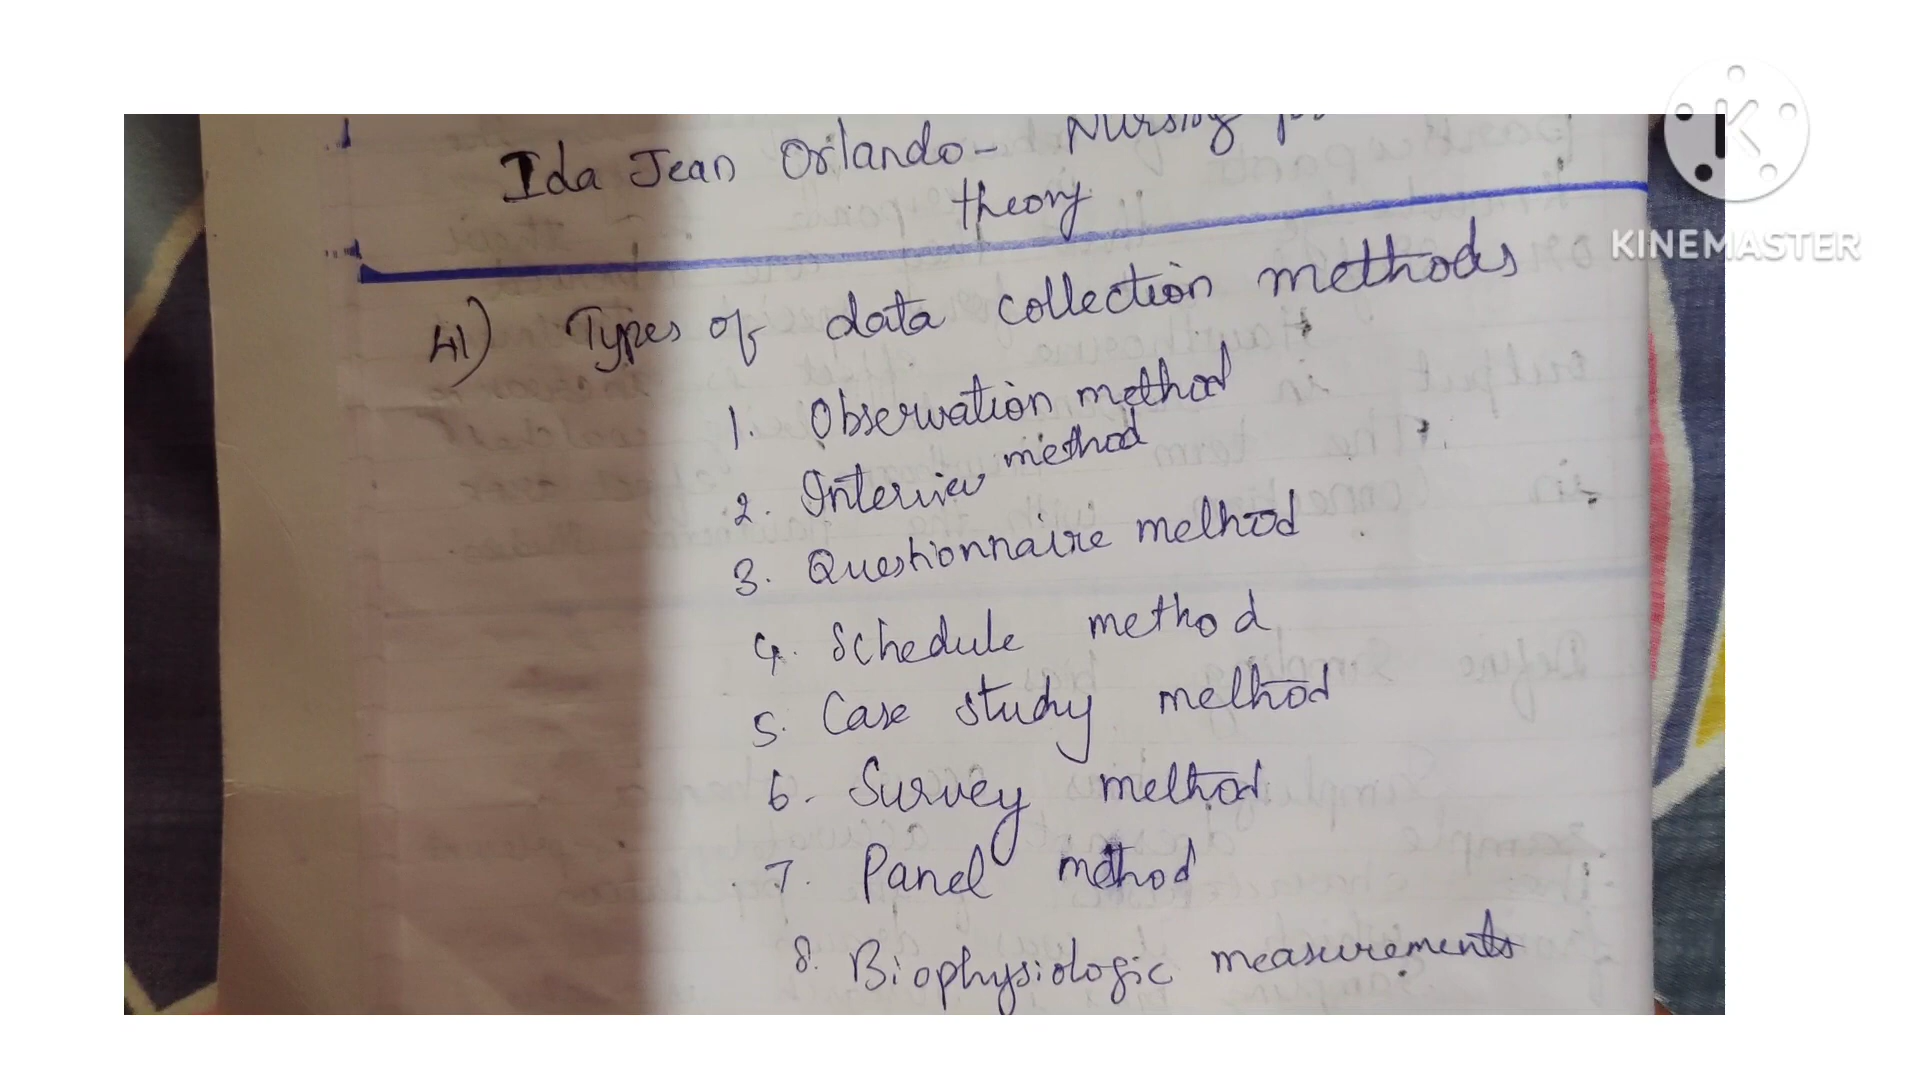 Ida Jean Orlando - Nursing
theory
41) Types of data collection methods
1. Observation method
2. Interview method
3. Questionnaire method
4. Schedule method
5. Case study method
6. Survey method
7. Panel method
8. Biophysiologic measurements
K
KINEMASTER